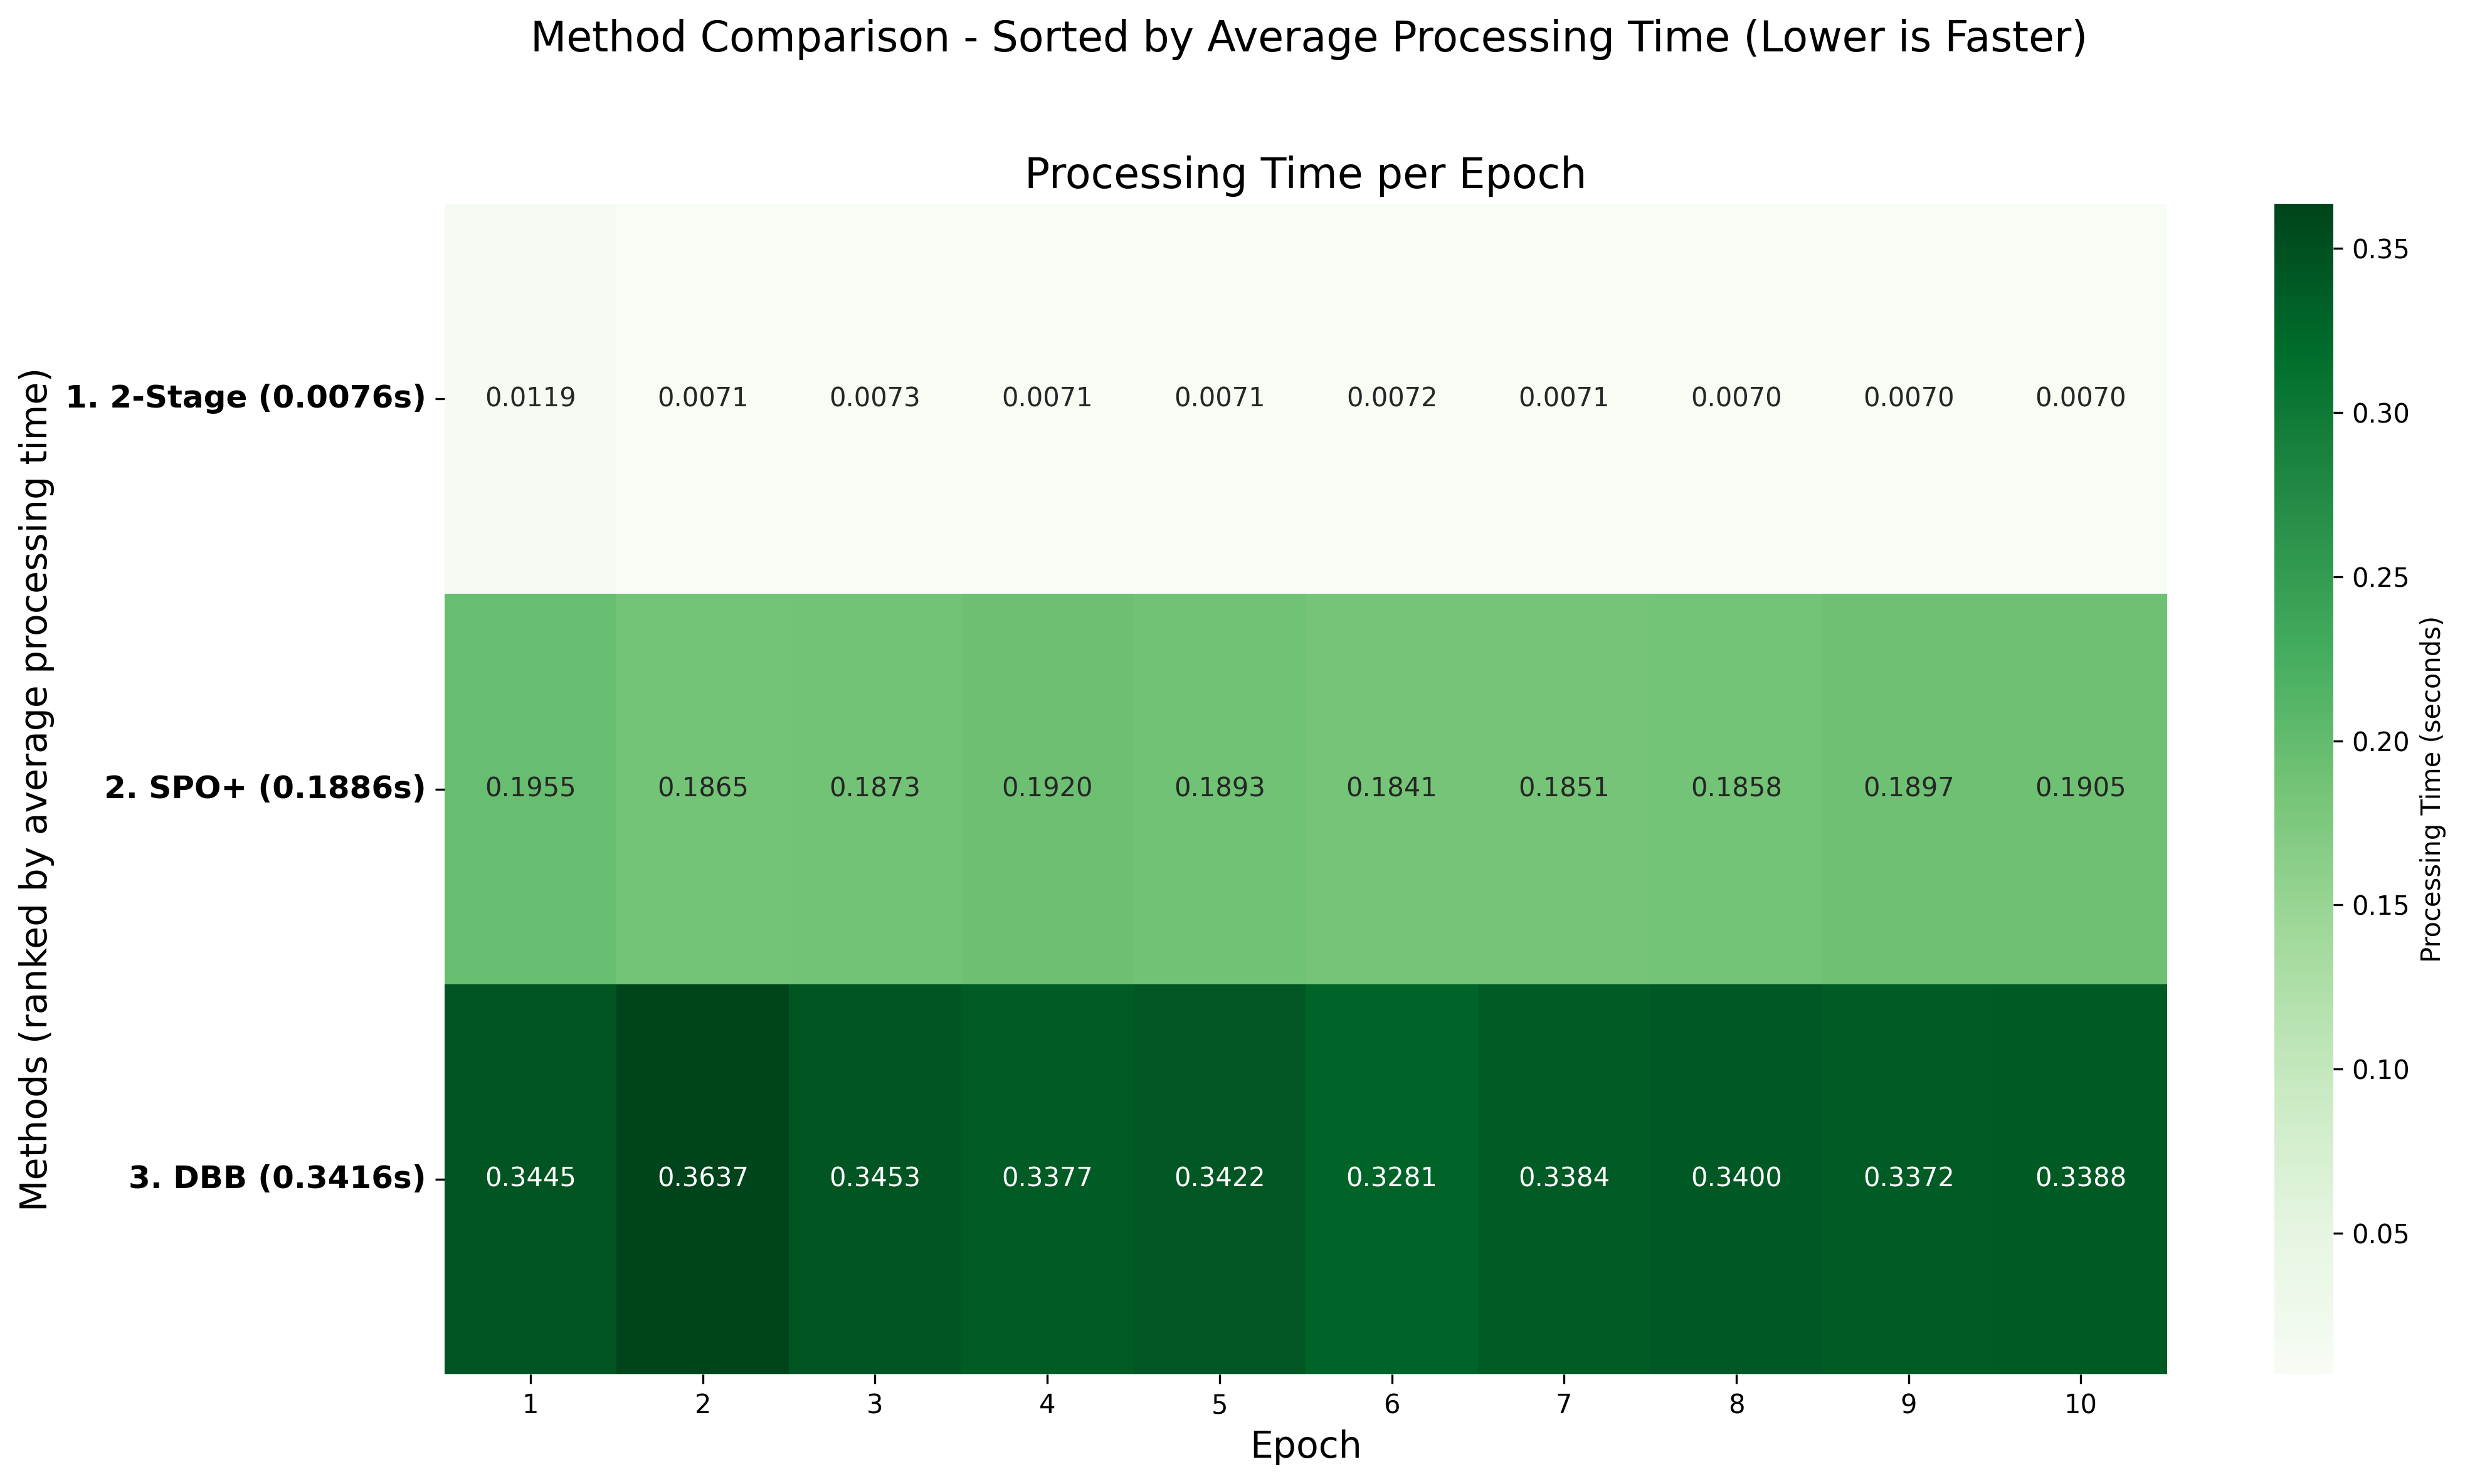 Method Comparison - Sorted by Average Processing Time (Lower is Faster)
Processing Time per Epoch
Methods (ranked by average processing time)
1. 2-Stage (0.0076s)
0.0119 0.0071 0.0073 0.0071 0.0071 0.0072 0.0071 0.0070 0.0070 0.0070
2. SPO+ (0.1886s)
0.1955 0.1865 0.1873 0.1920 0.1893 0.1841 0.1851 0.1858 0.1897 0.1905
3. DBB (0.3416s)
0.3445 0.3637 0.3453 0.3377 0.3422 0.3281 0.3384 0.3400 0.3372 0.3388
1 2 3 4 5 6 7 8 9 10
Epoch
0.35
0.30
0.25
0.20
0.15
0.10
0.05
Processing Time (seconds)